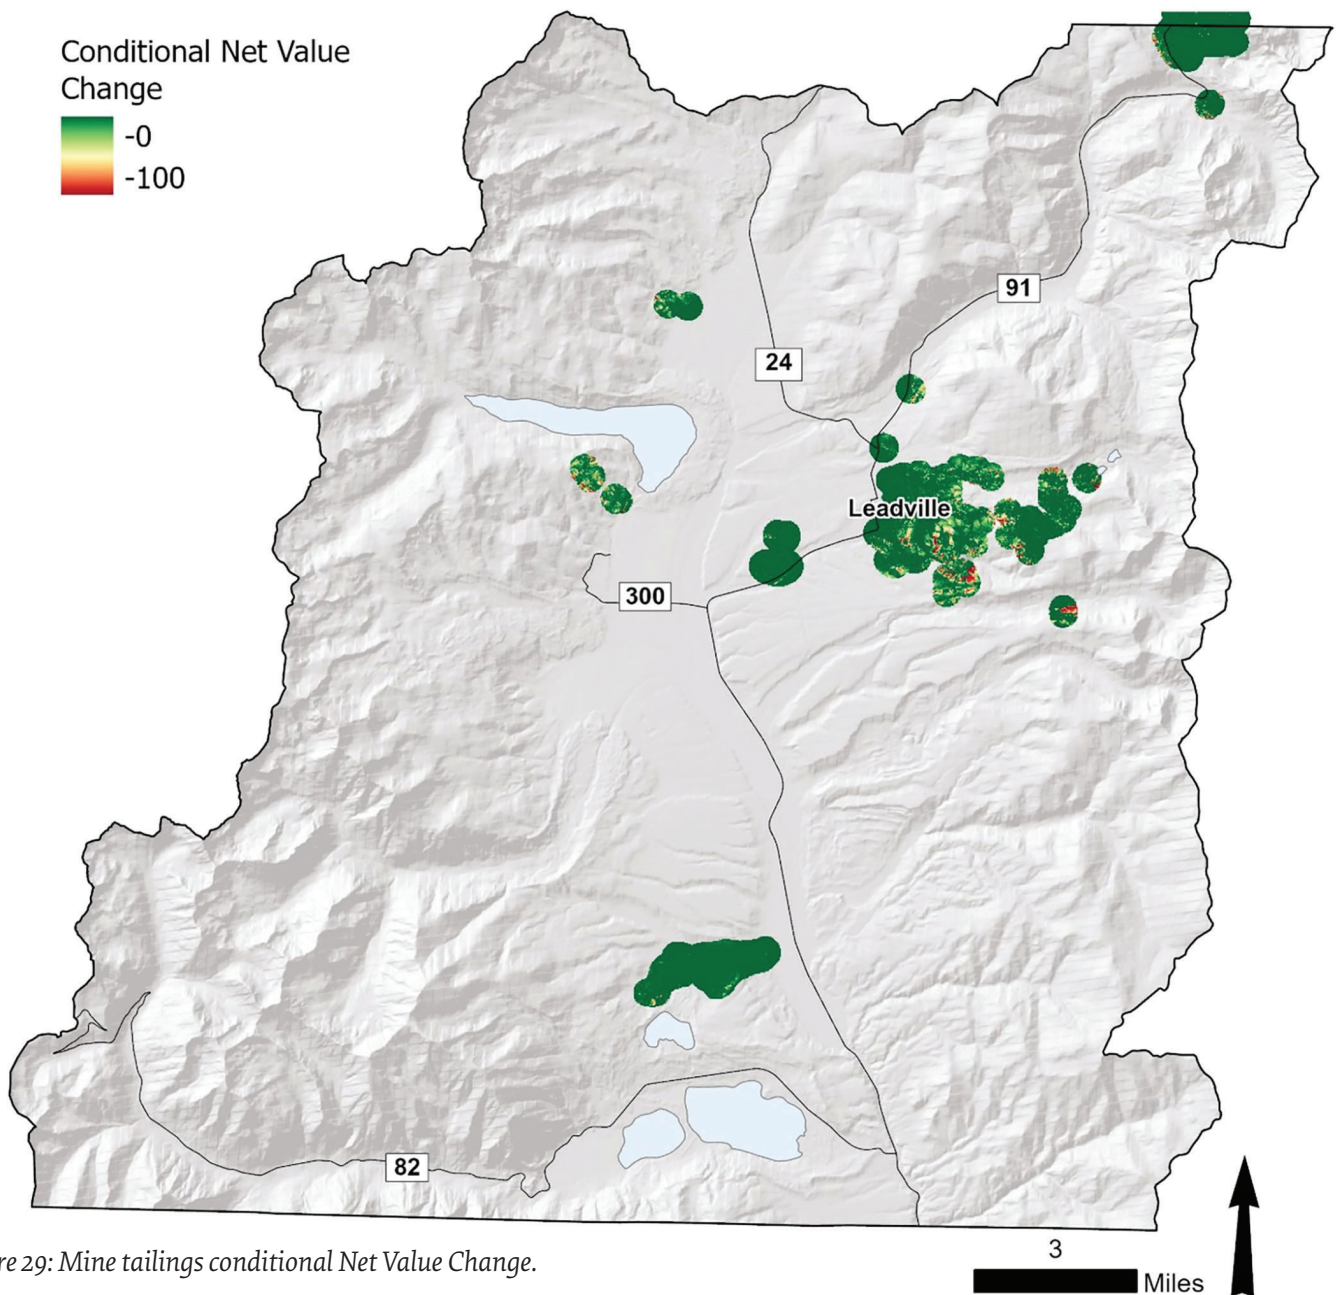 Conditional Net Value
Change
-0
-100
91
24
Leadville
300
82
29: Mine tailings conditional Net Value Change.
3
Miles